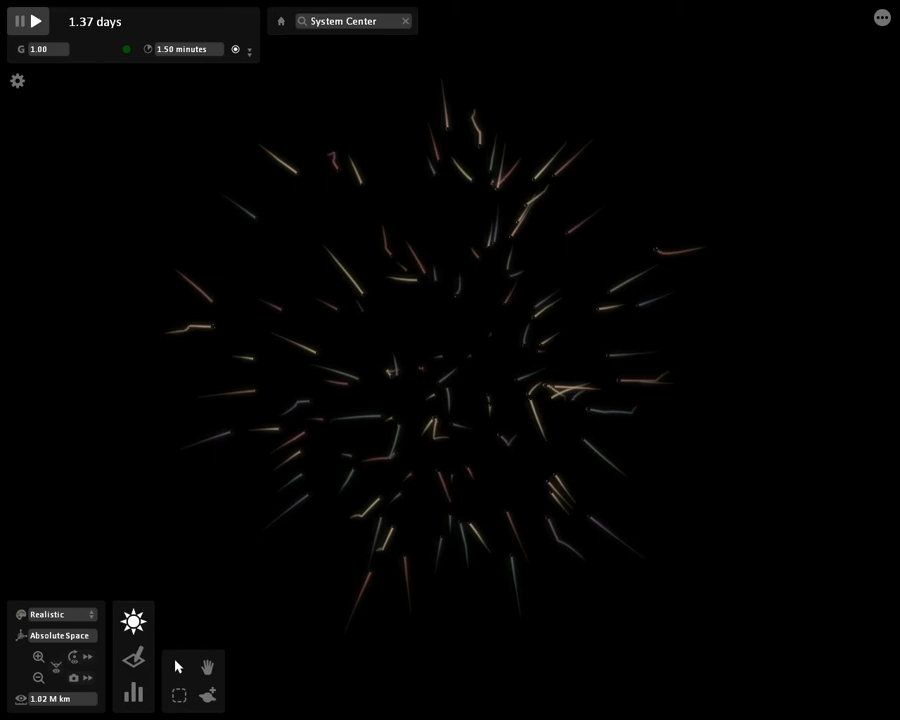 1.37 days
System Center
G 1.00
1.50 minutes
Realistic
Absolute Space
1.02 M km